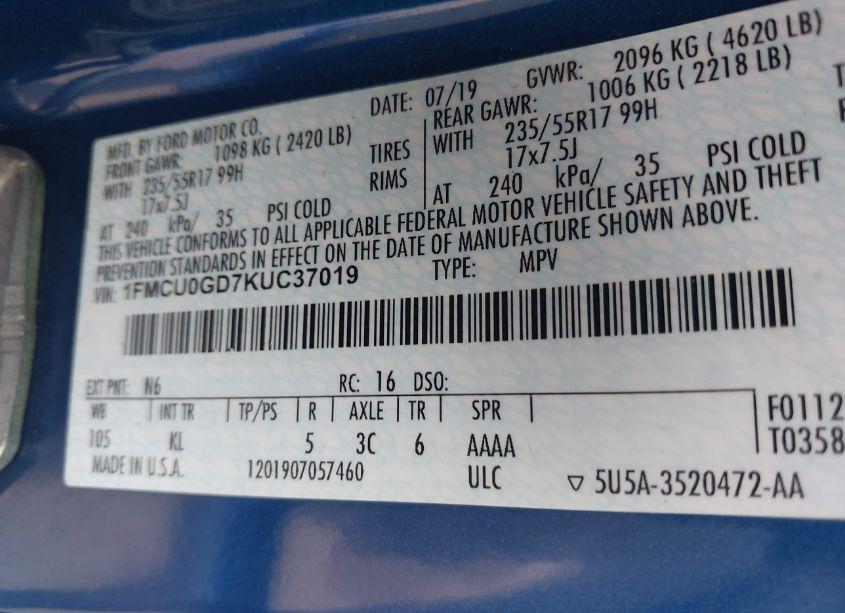 MFD. BY FORD MOTOR CO. DATE: 07/19 GVWR: 2096 KG ( 4620 LB)
FRONT GAWR: 1098 KG ( 2420 LB) REAR GAWR: 1006 KG ( 2218 LB)
WITH 235/55R17 99H TIRES WITH 235/55R17 99H
17x7.5J RIMS 17x7.5J
AT 240 kPa/ 35 PSI COLD AT 240 kPa/ 35 PSI COLD
THIS VEHICLE CONFORMS TO ALL APPLICABLE FEDERAL MOTOR VEHICLE SAFETY AND THEFT
PREVENTION STANDARDS IN EFFECT ON THE DATE OF MANUFACTURE SHOWN ABOVE.
VIN: 1FMCU0GD7KUC37019 TYPE: MPV
EXT PNT: N6 RC: 16 DSO:
WB INT TR TP/PS R AXLE TR SPR F0112
105 KL 5 3C 6 AAAA T0358
MADE IN U.S.A. 1201907057460 ULC ▽ 5U5A-3520472-AA